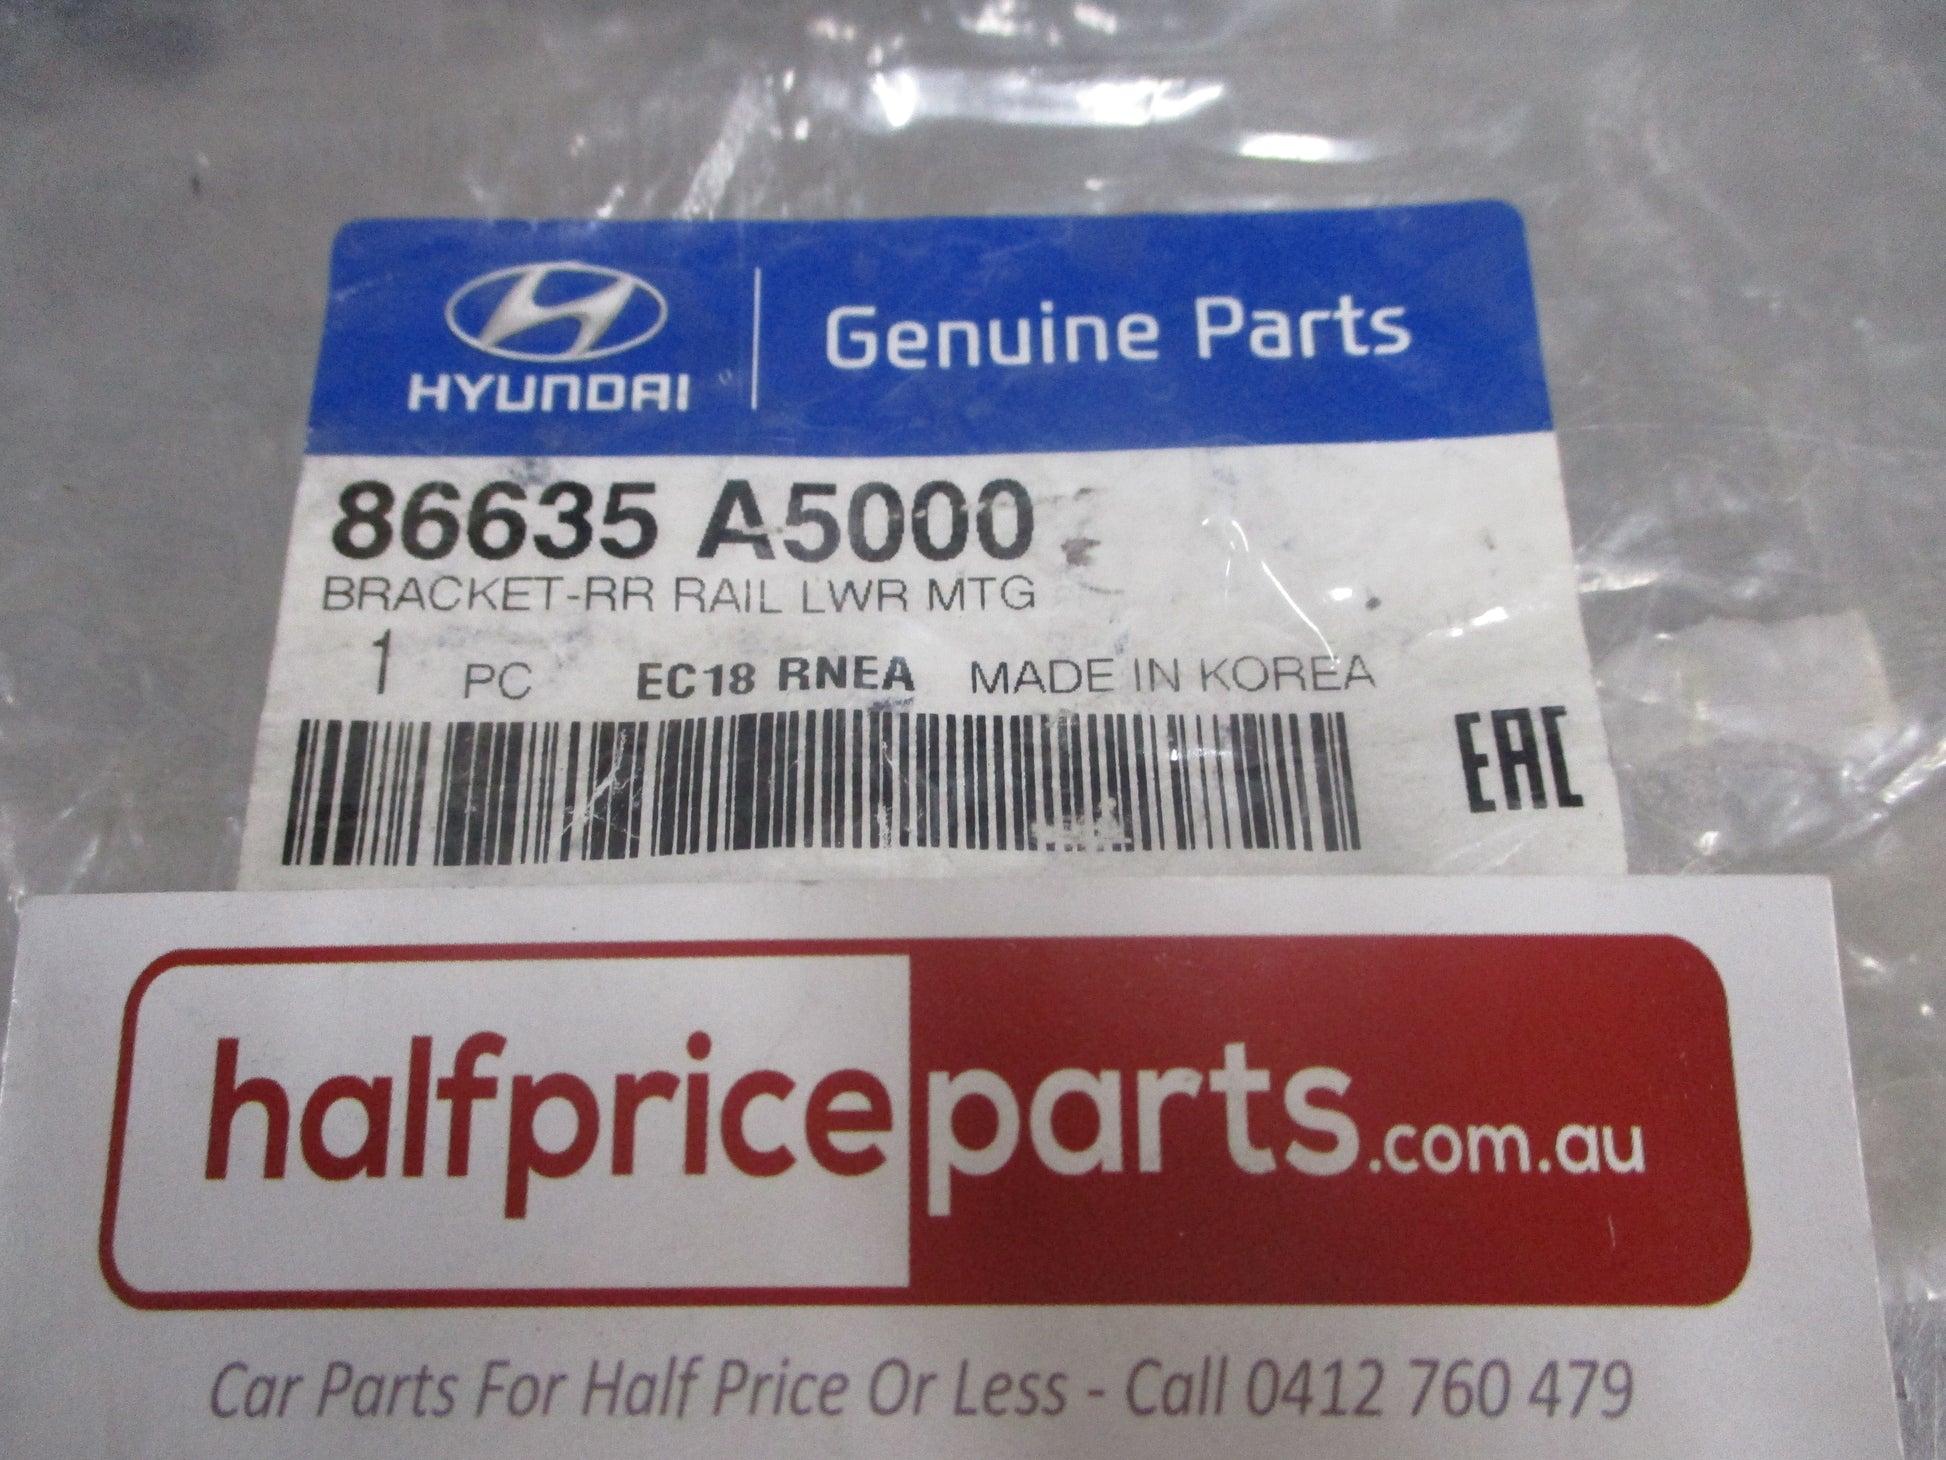 HYUNDAI
Genuine Parts
86635 A5000
BRACKET-RR RAIL LWR MTG
1 PC EC18 RNEA MADE IN KOREA
EAC
halfpriceparts.com.au
Car Parts For Half Price Or Less - Call 0412 760 479